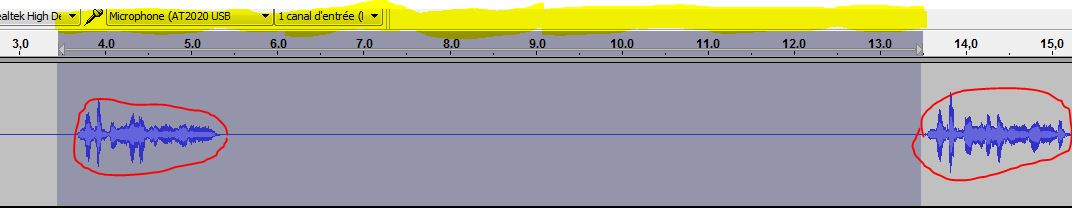 ealtek High De Microphone (AT2020 USB 1 canal d'entrée (I
3,0 4,0 5,0 6,0 7,0 8,0 9,0 10,0 11,0 12,0 13,0 14,0 15,0